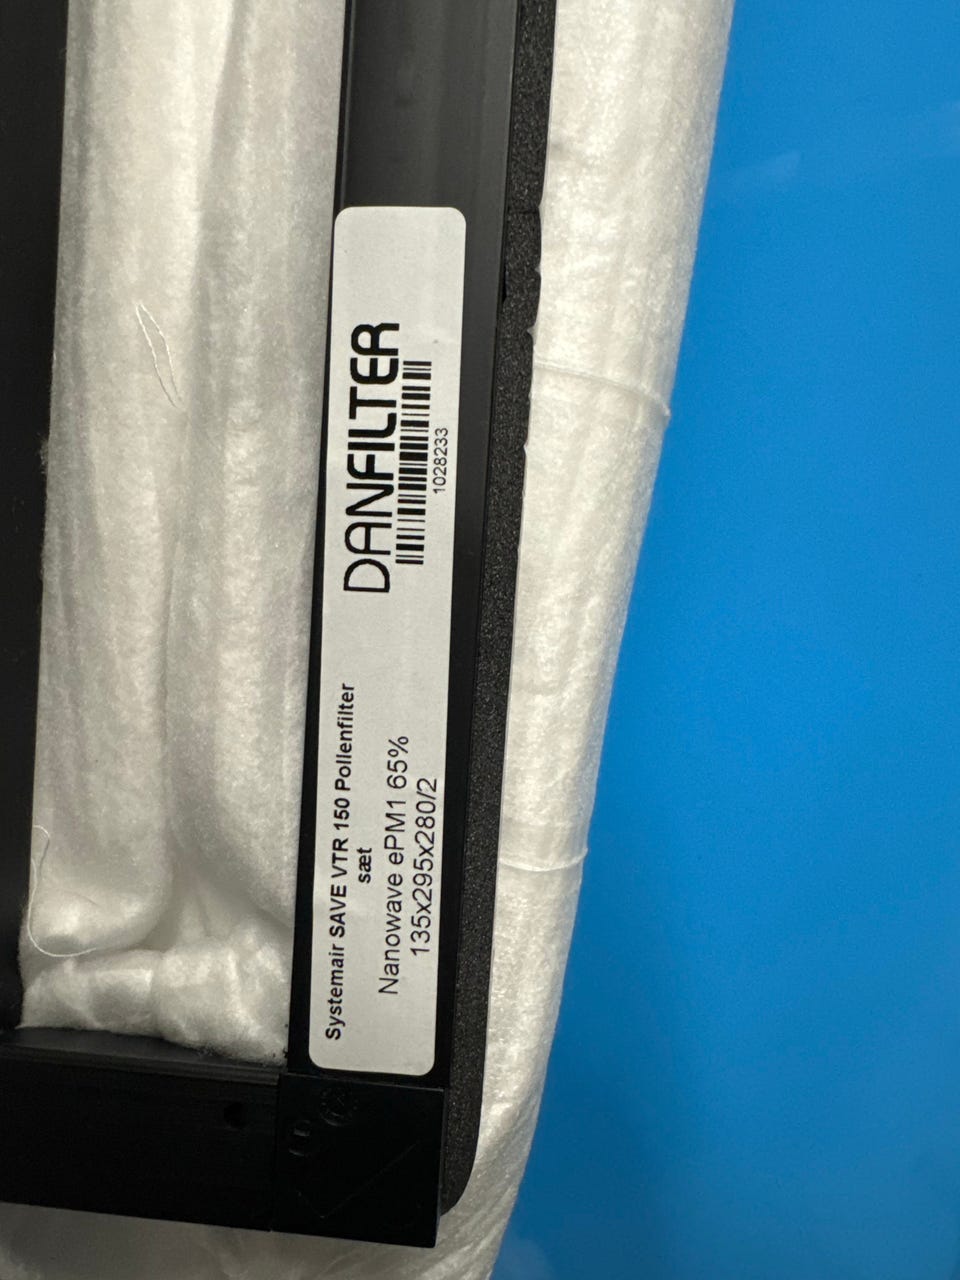 Systemair SAVE VTR 150 Pollenfilter
sæt
Nanowave ePM1 65%
135x295x280/2
DANFILTER
1028233